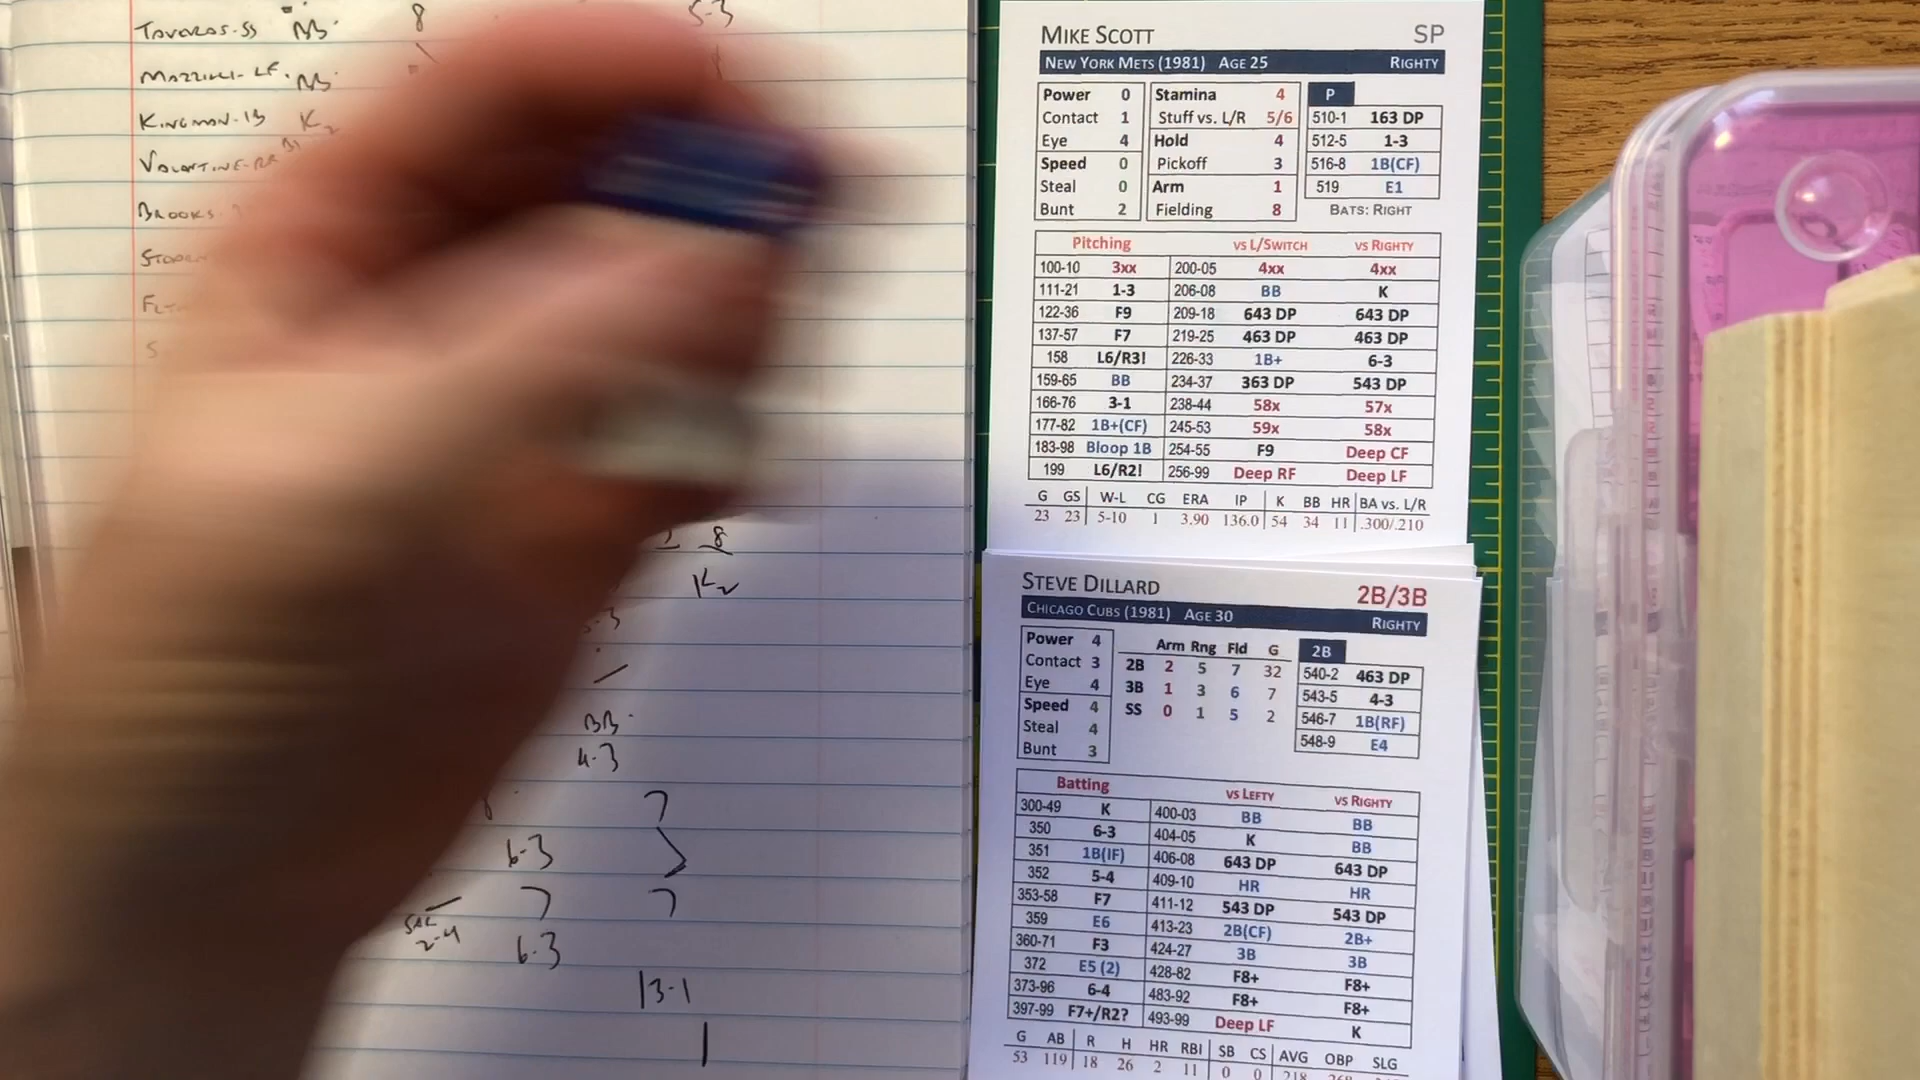 TAVERAS-SS BB. 8 5-3
MAZZILLI-LF. BB.
KINGMAN-1B K2
BROOKS
8
K2
BB.
4-3
6-3
7
7 7
SAC
2-4
6-3
13-1
MIKE SCOTT SP
NEW YORK METS (1981) AGE 25 RIGHTY
Power 0 Stamina 4 P
Contact 1 Stuff vs. L/R 5/6 510-1 163 DP
Eye 4 Hold 4 512-5 1-3
Speed 0 Pickoff 3 516-8 1B(CF)
Steal 0 Arm 1 519 E1
Bunt 2 Fielding 8 BATS: RIGHT
Pitching VS L/SWITCH VS RIGHTY
100-10 3xx 200-05 4xx 4xx
111-21 1-3 206-08 BB K
122-36 F9 209-18 643 DP 643 DP
137-57 F7 219-25 463 DP 463 DP
158 L6/R3! 226-33 1B+ 6-3
159-65 BB 234-37 363 DP 543 DP
166-76 3-1 238-44 58x 57x
177-82 1B+(CF) 245-53 59x 58x
183-98 Bloop 1B 254-55 F9 Deep CF
199 L6/R2! 256-99 Deep RF Deep LF
G GS W-L CG ERA IP K BB HR BA vs. L/R
23 23 5-10 1 3.90 136.0 54 34 11 .300/.210
STEVE DILLARD 2B/3B
CHICAGO CUBS (1981) AGE 30 RIGHTY
Power 4 Arm Rng Fld G 2B
Contact 3 2B 2 5 7 32 540-2 463 DP
Eye 4 3B 1 3 6 7 543-5 4-3
Speed 4 SS 0 1 5 2 546-7 1B(RF)
Steal 4 548-9 E4
Bunt 3
Batting VS LEFTY VS RIGHTY
300-49 K 400-03 BB BB
350 6-3 404-05 K BB
351 1B(IF) 406-08 643 DP 643 DP
352 5-4 409-10 HR HR
353-58 F7 411-12 543 DP 543 DP
359 E6 413-23 2B(CF) 2B+
360-71 F3 424-27 3B 3B
372 E5 (2) 428-82 F8+ F8+
373-96 6-4 483-92 F8+ F8+
397-99 F7+/R2? 493-99 Deep LF K
G AB R H HR RBI SB CS AVG OBP SLG
53 119 18 26 2 11 0 0 .218